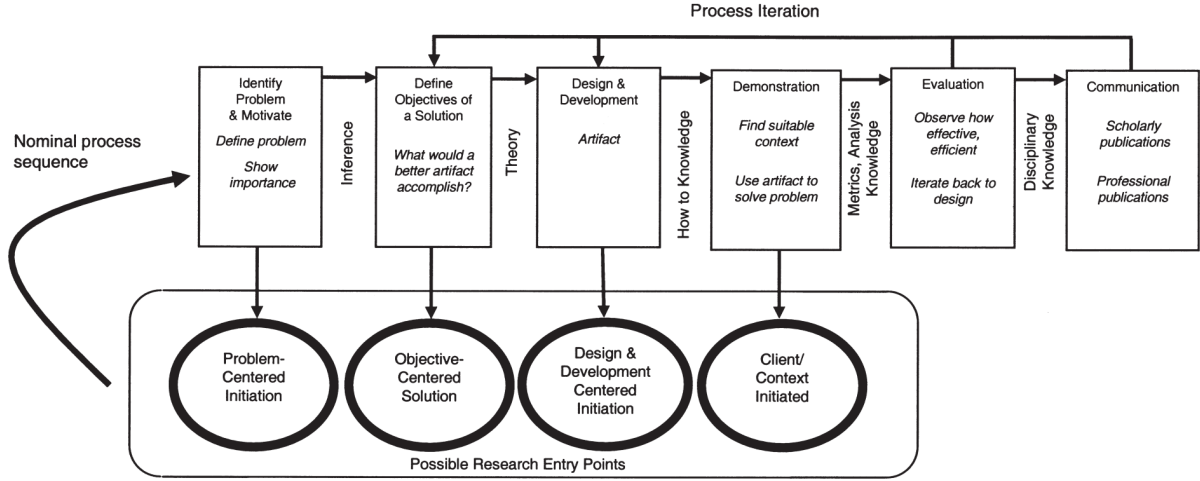 Process Iteration
Nominal process
sequence
Identify
Problem
& Motivate
Define problem
Show
importance
Inference
Define
Objectives of
a Solution
What would a
better artifact
accomplish?
Theory
Design &
Development
Artifact
How to Knowledge
Demonstration
Find suitable
context
Use artifact to
solve problem
Metrics, Analysis
Knowledge
Evaluation
Observe how
effective,
efficient
Iterate back to
design
Disciplinary
Knowledge
Communication
Scholarly
publications
Professional
publications
Problem-
Centered
Initiation
Objective-
Centered
Solution
Design &
Development
Centered
Initiation
Client/
Context
Initiated
Possible Research Entry Points